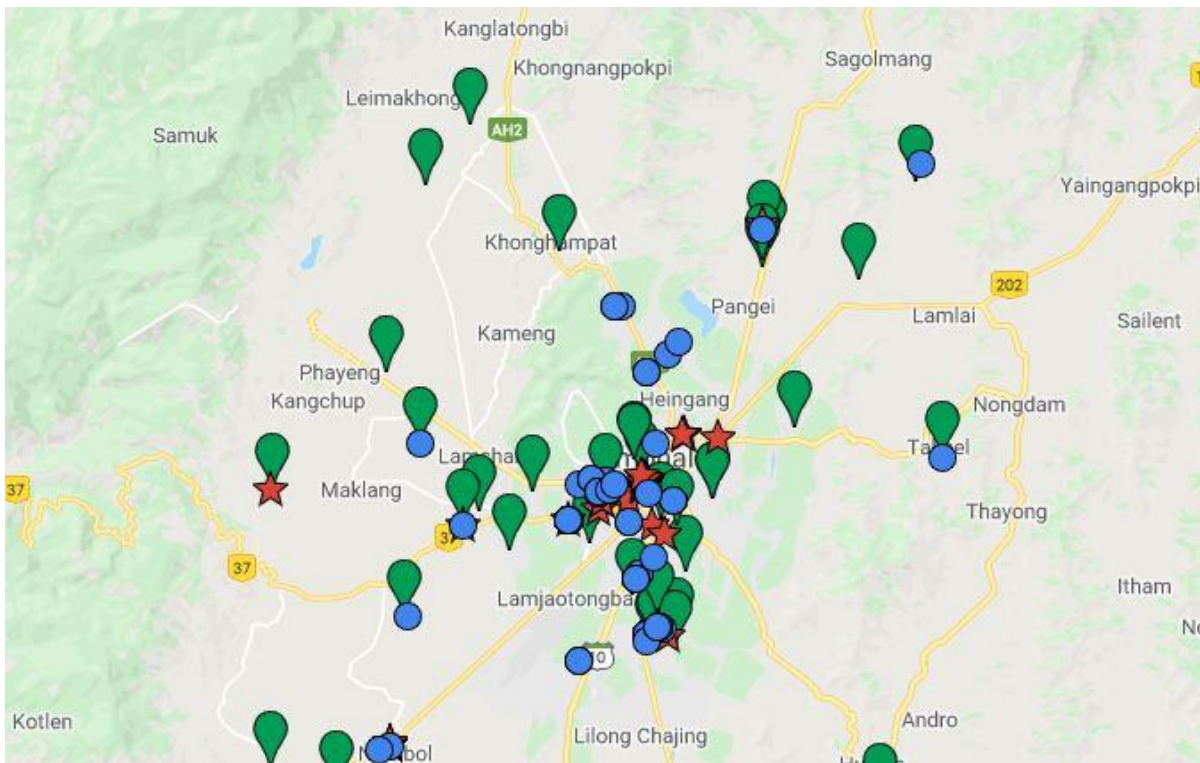 Kanglatongbi
Khongnangpokpi
Sagolmang
Leimakhong
AH2
Samuk
Yaingangpokpi
Khonghampat
202
Pangei
Lamlai
Sailent
Kameng
Phayeng
Kangchup
Heingang
Nongdam
37
Maklang
Thayong
37
Itham
Lamjaotongba
Kotlen
Andro
Lilong Chajing